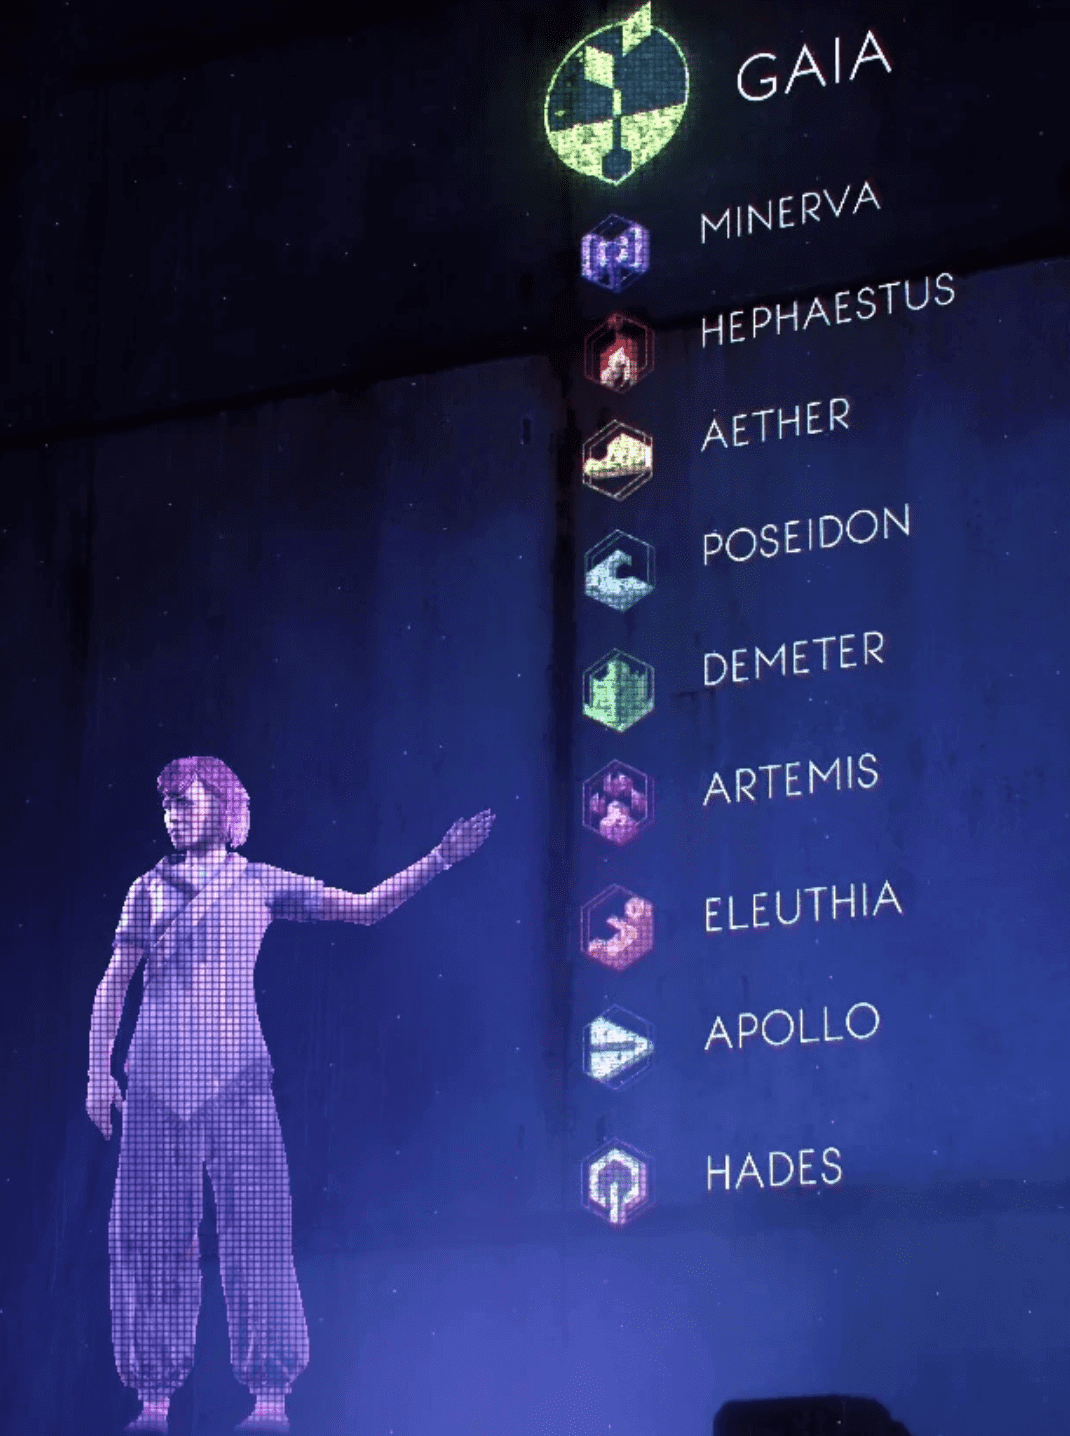 GAIA
MINERVA
HEPHAESTUS
AETHER
POSEIDON
DEMETER
ARTEMIS
ELEUTHIA
APOLLO
HADES